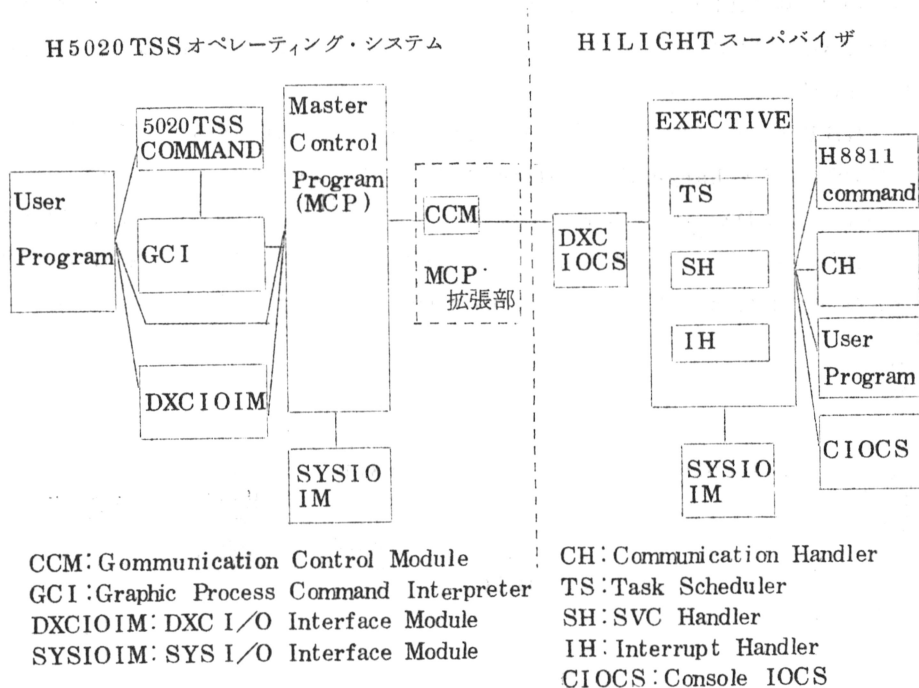 H5020TSSオペレーティング・システム
HILIGHTスーパバイザ
User
Program
5020TSS
COMMAND
GCI
DXCIOIM
Master
Control
Program
(MCP)
SYSIO
IM
CCM
MCP
拡張部
DXC
IOCS
EXECTIVE
TS
SH
IH
SYSIO
IM
H8811
command
CH
User
Program
CIOCS
CCM:Gommunication Control Module
GCI:Graphic Process Command Interpreter
DXCIOIM:DXC I/O Interface Module
SYSIOIM:SYS I/O Interface Module
CH:Communication Handler
TS:Task Scheduler
SH:SVC Handler
IH:Interrupt Handler
CIOCS:Console IOCS